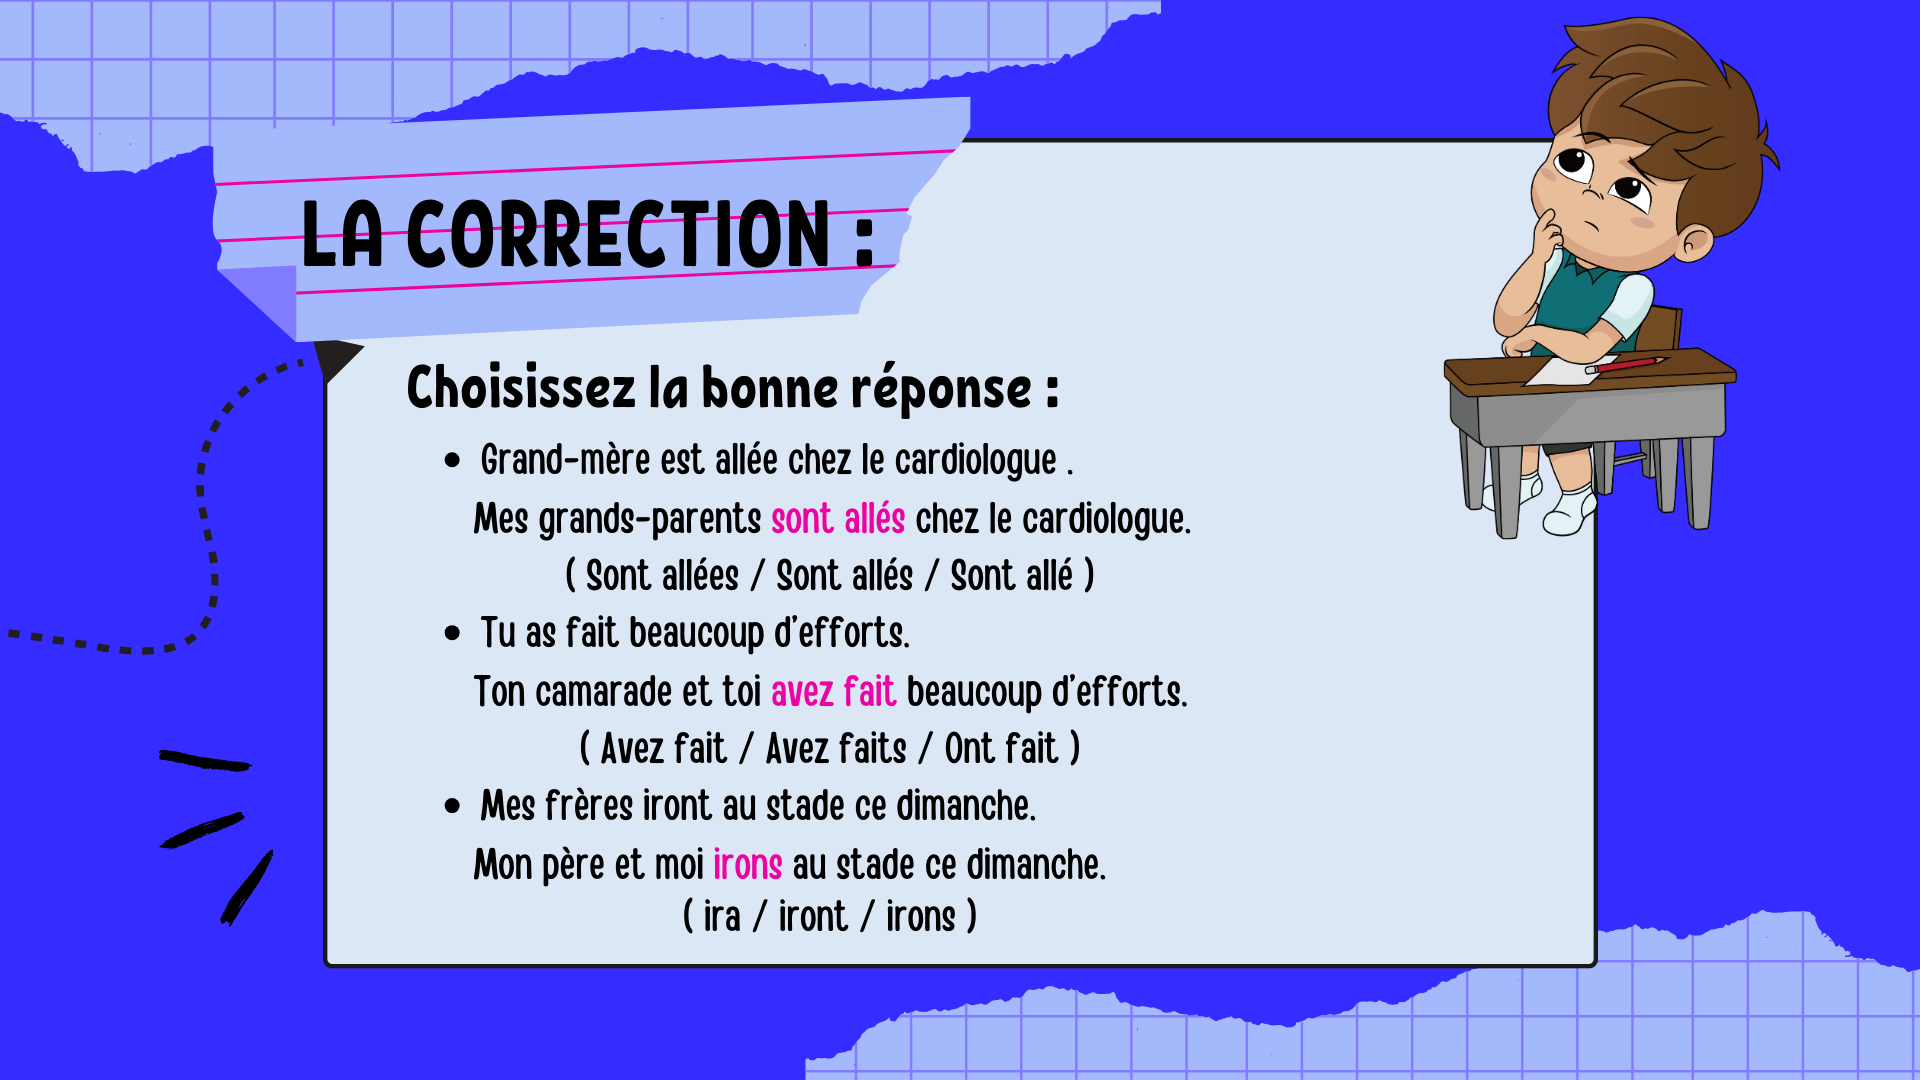 LA CORRECTION :
Choisissez la bonne réponse :
• Grand-mère est allée chez le cardiologue .
Mes grands-parents sont allés chez le cardiologue.
( Sont allées / Sont allés / Sont allé )
• Tu as fait beaucoup d'efforts.
Ton camarade et toi avez fait beaucoup d'efforts.
( Avez fait / Avez faits / Ont fait )
• Mes frères iront au stade ce dimanche.
Mon père et moi irons au stade ce dimanche.
( ira / iront / irons )